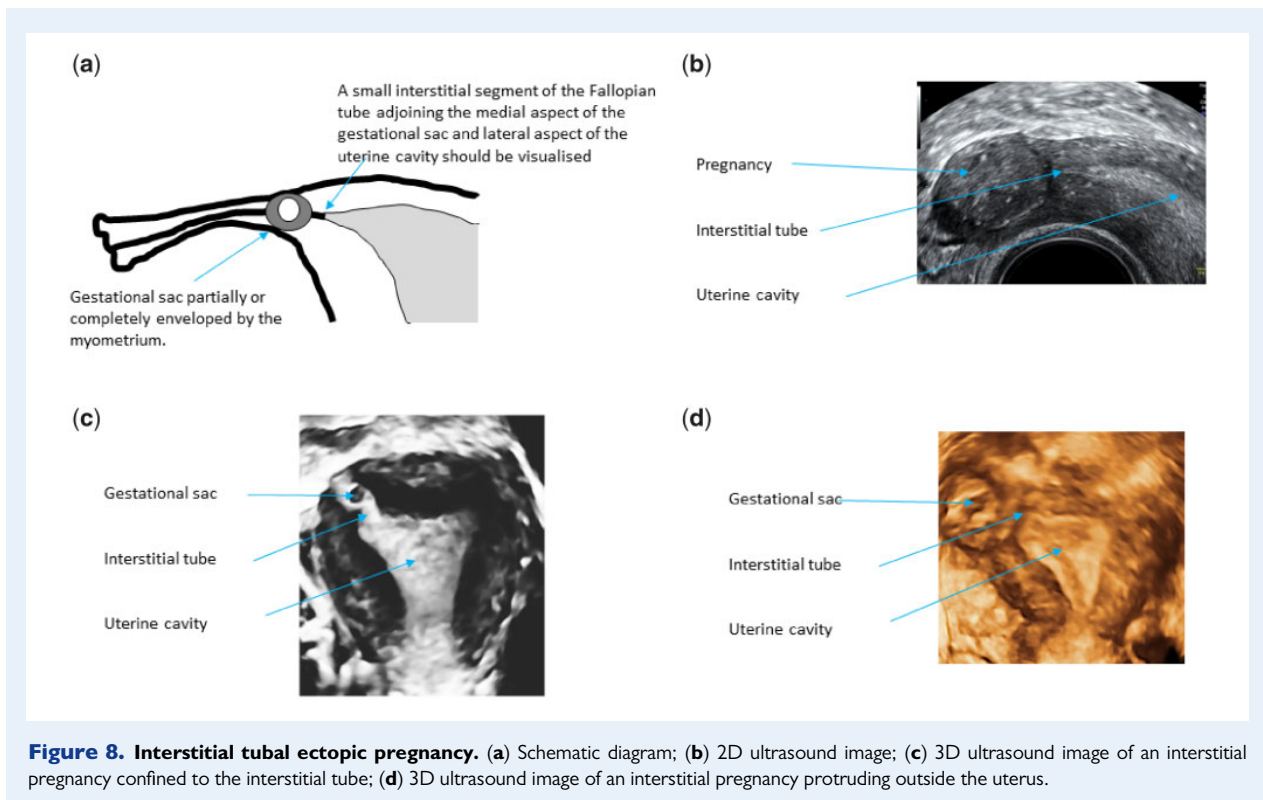 (a)
A small interstitial segment of the Fallopian
tube adjoining the medial aspect of the
gestational sac and lateral aspect of the
uterine cavity should be visualised
Gestational sac partially or
completely enveloped by the
myometrium.
(b)
Pregnancy
Interstitial tube
Uterine cavity
(c)
Gestational sac
Interstitial tube
Uterine cavity
(d)
Gestational sac
Interstitial tube
Uterine cavity
Figure 8. Interstitial tubal ectopic pregnancy. (a) Schematic diagram; (b) 2D ultrasound image; (c) 3D ultrasound image of an interstitial
pregnancy confined to the interstitial tube; (d) 3D ultrasound image of an interstitial pregnancy protruding outside the uterus.